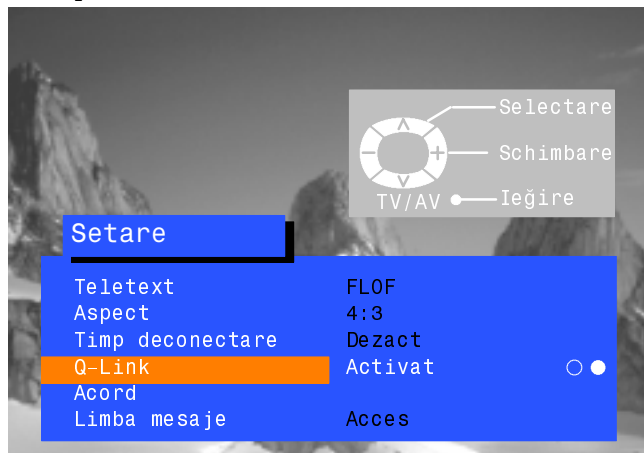 Selectare
Schimbare
TV/AV Ieğire
Setare
Teletext FLOF
Aspect 4:3
Timp deconectare Dezact
Q-Link Activat
Acord
Limba mesaje Acces